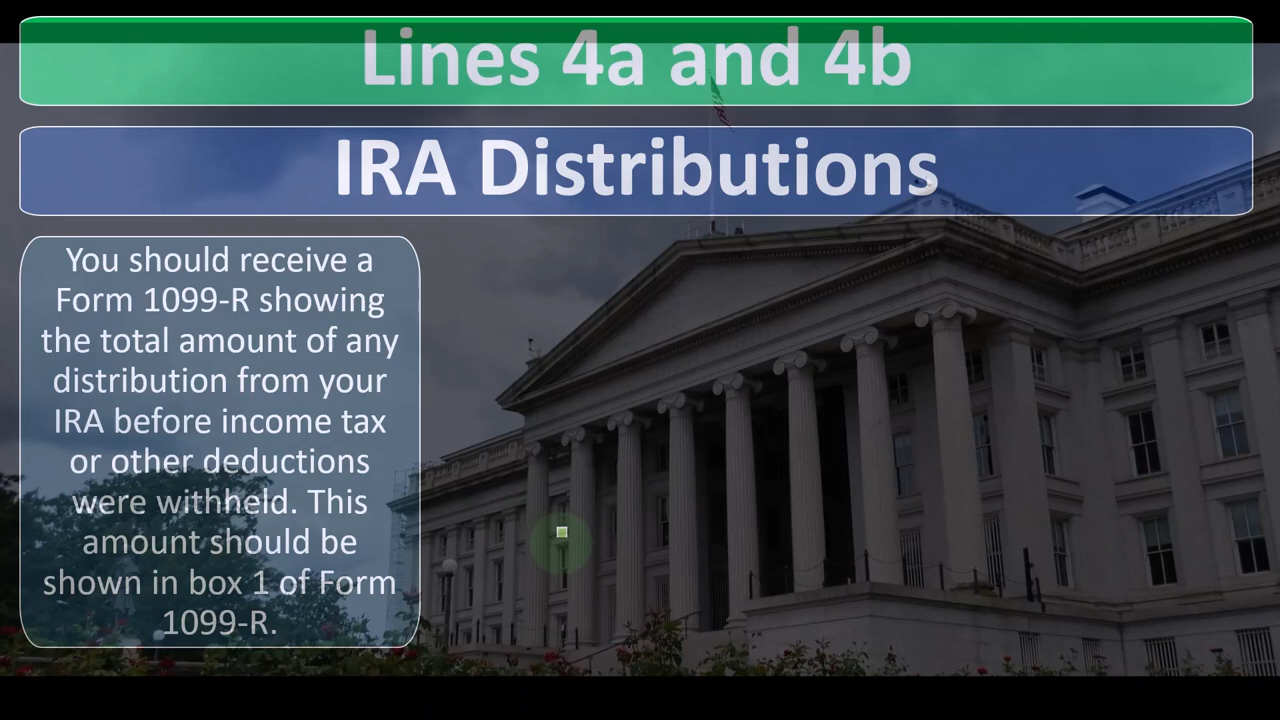 Lines 4a and 4b
IRA Distributions
You should receive a
Form 1099-R showing
the total amount of any
distribution from your
IRA before income tax
or other deductions
were withheld. This
amount should be
shown in box 1 of Form
1099-R.